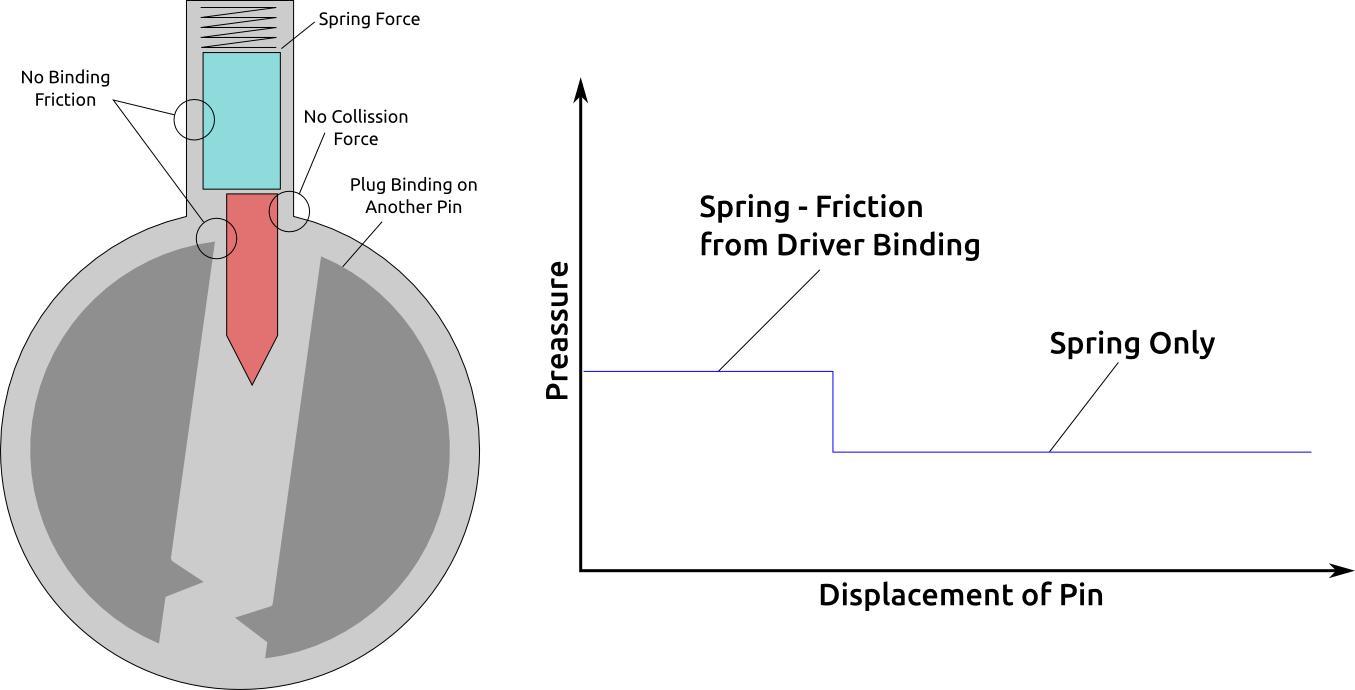 Spring Force
No Binding
Friction
No Collission
Force
Plug Binding on
Another Pin
Spring - Friction
from Driver Binding
Spring Only
Preassure
Displacement of Pin